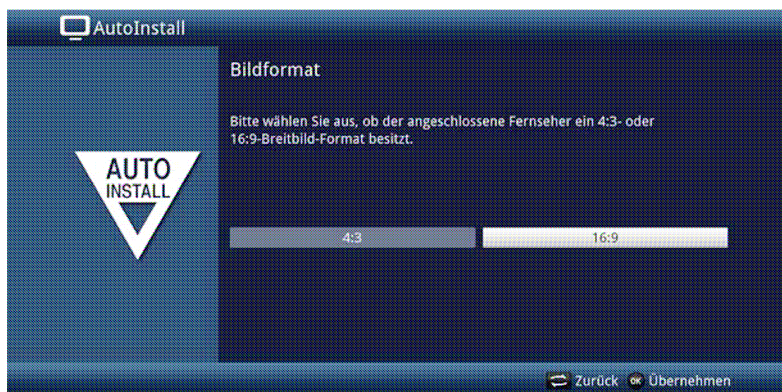 AutoInstall
Bildformat
Bitte wählen Sie aus, ob der angeschlossene Fernseher ein 4:3- oder
16:9-Breitbild-Format besitzt.
AUTO
INSTALL
4:3
16:9
Zurück OK Übernehmen